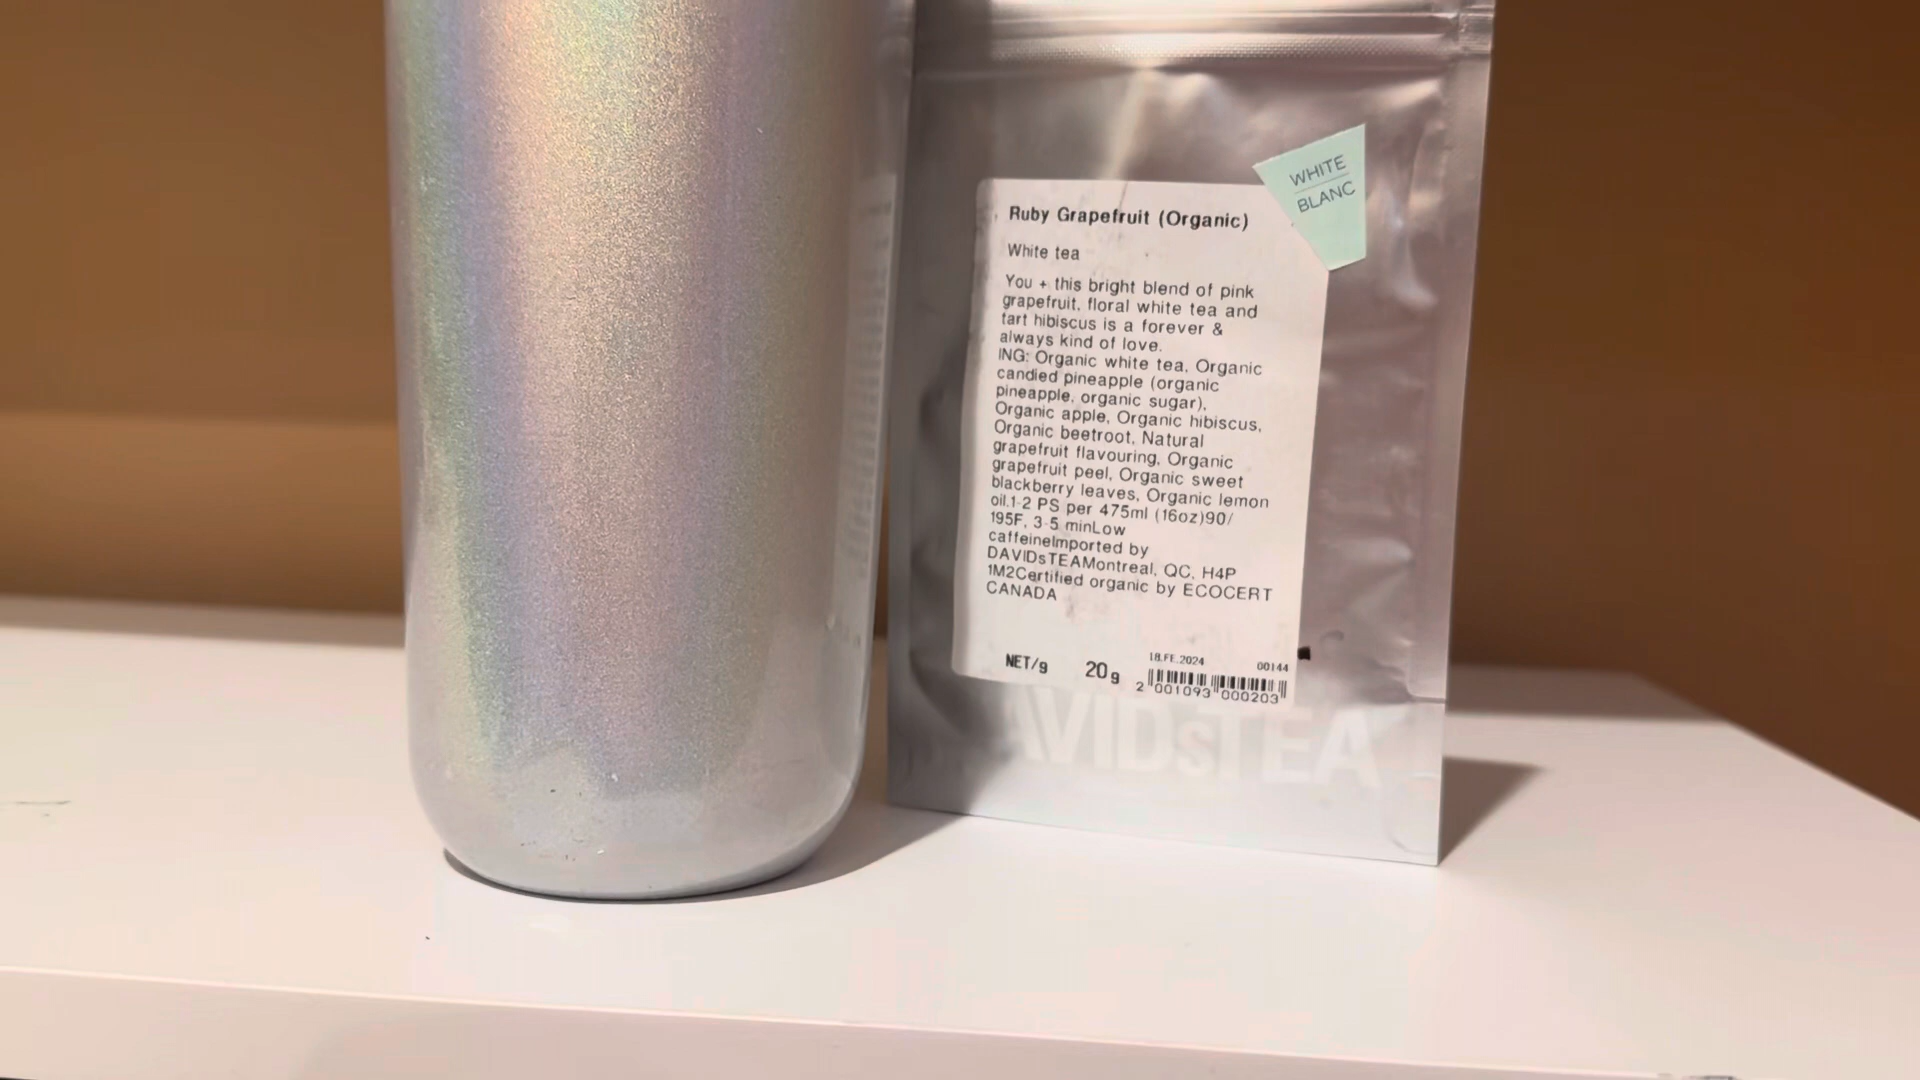 WHITE
BLANC
Ruby Grapefruit (Organic)
White tea
You + this bright blend of pink
grapefruit, floral white tea and
tart hibiscus is a forever &
always kind of love.
ING: Organic white tea, Organic
candied pineapple (organic
pineapple, organic sugar),
Organic apple, Organic hibiscus,
Organic beetroot, Natural
grapefruit flavouring, Organic
grapefruit peel, Organic sweet
blackberry leaves, Organic lemon
oil.1-2 PS per 475ml (16oz)90/
195F, 3-5 minLow
caffeineImported by
DAVIDsTEAMontreal, QC, H4P
1M2Certified organic by ECOCERT
CANADA
NET/g 20g 18.FE.2024 00144
2 001093 000203
DAVIDsTEA